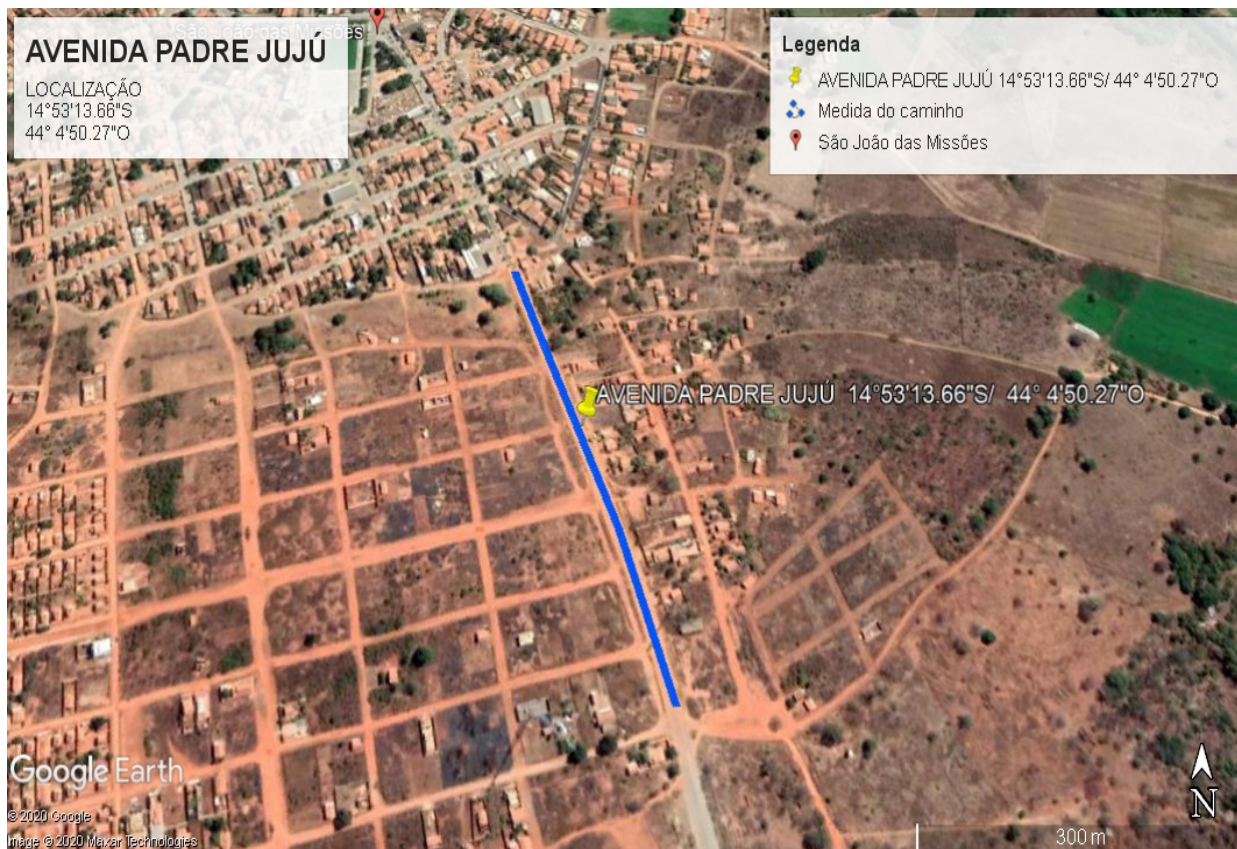 São João das Missões
AVENIDA PADRE JUJÚ
LOCALIZAÇÃO
14°53'13.66"S
44° 4'50.27"O
Legenda
AVENIDA PADRE JUJÚ 14°53'13.66"S/ 44° 4'50.27"O
Medida do caminho
São João das Missões
AVENIDA PADRE JUJÚ 14°53'13.66"S/ 44° 4'50.27"O
Google Earth
© 2020 Google
Image © 2020 Maxar Technologies
N
300 m